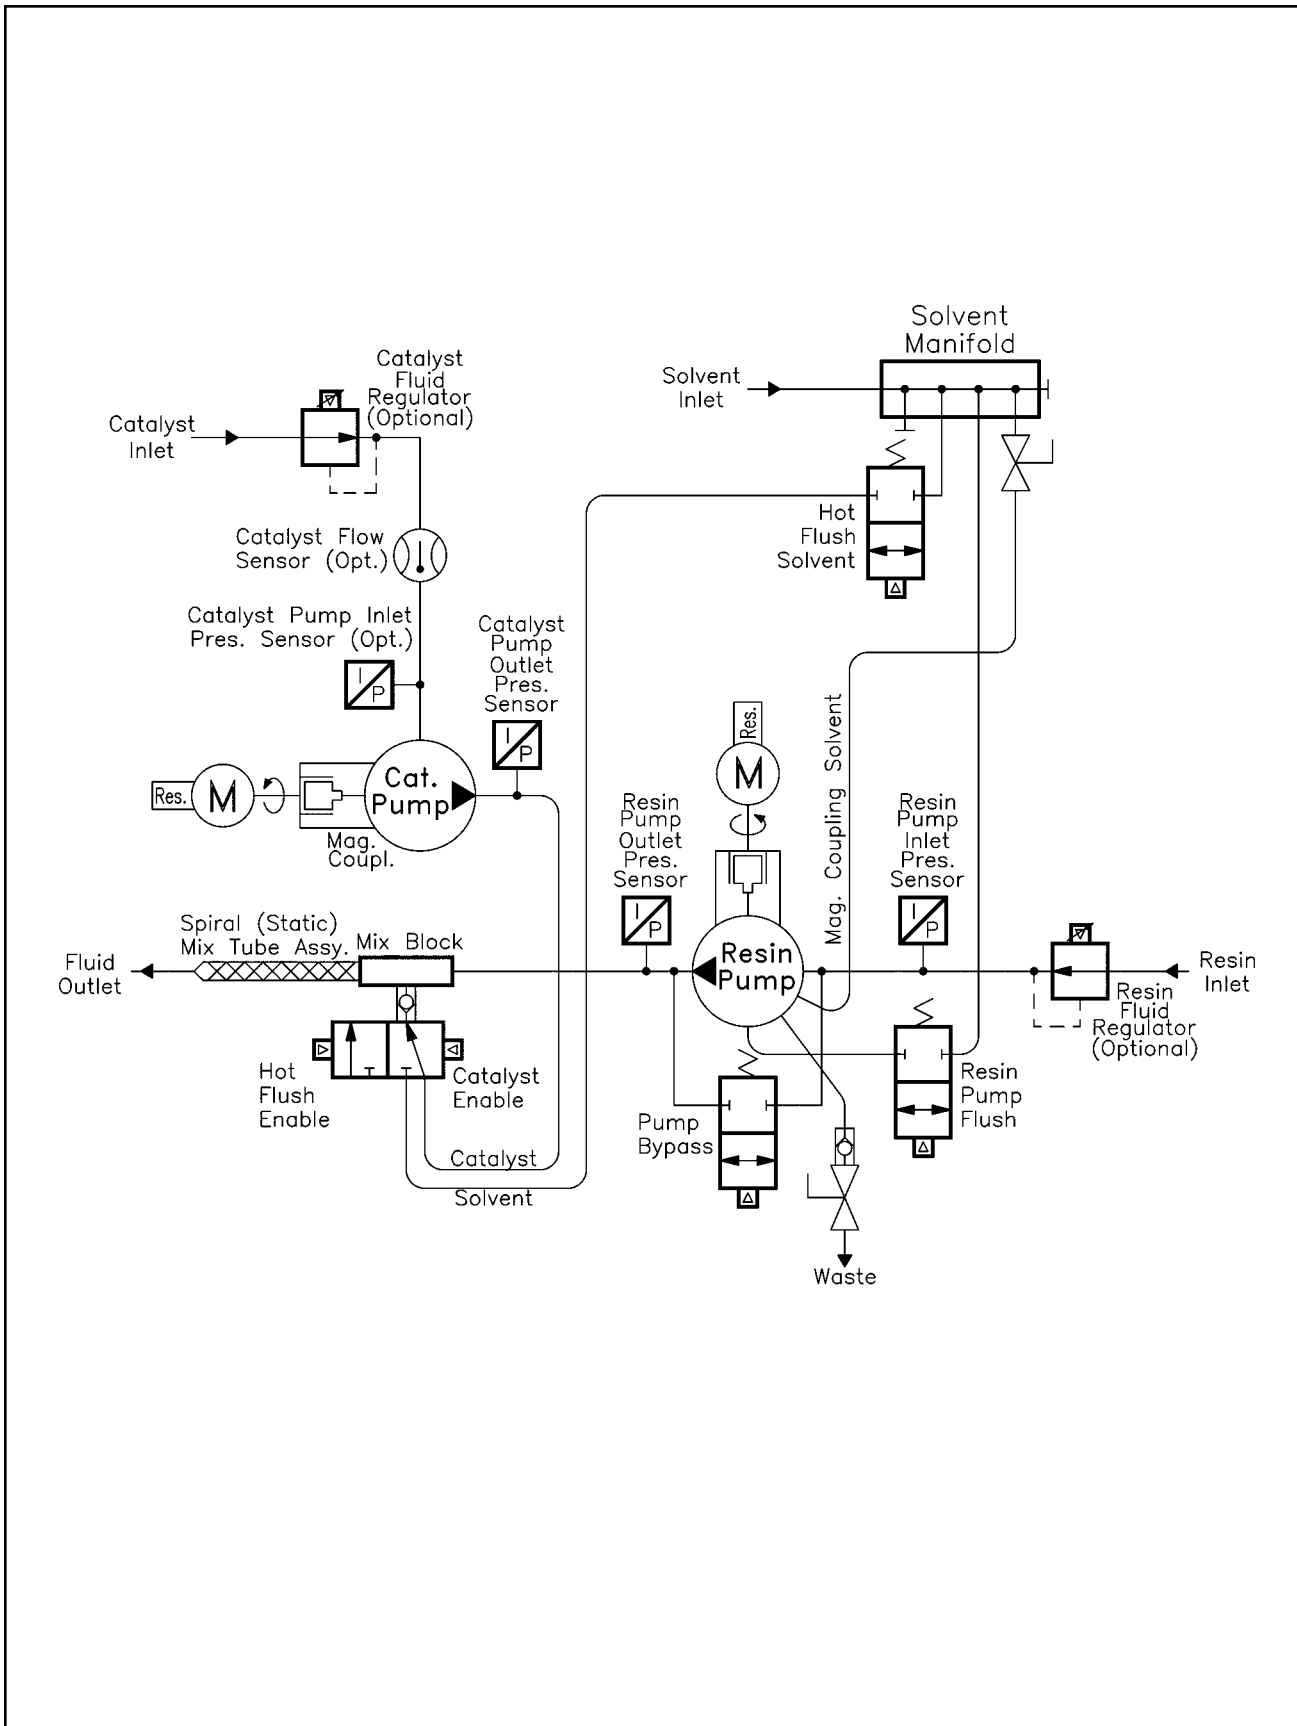 Solvent
Manifold
Solvent
Inlet
Catalyst
Fluid
Regulator
(Optional)
Catalyst
Inlet
Hot
Flush
Solvent
Catalyst Flow
Sensor (Opt.)
Catalyst Pump Inlet
Pres. Sensor (Opt.)
I
P
Catalyst
Pump
Outlet
Pres.
Sensor
I
P
Res.
M
Cat.
Pump
Mag.
Coupl.
Res.
M
Mag. Coupling Solvent
Resin
Pump
Outlet
Pres.
Sensor
I
P
Resin
Pump
Inlet
Pres.
Sensor
I
P
Spiral (Static)
Mix Tube Assy.
Mix Block
Fluid
Outlet
Resin
Pump
Resin
Inlet
Resin
Fluid
Regulator
(Optional)
Hot
Flush
Enable
Catalyst
Enable
Pump
Bypass
Resin
Pump
Flush
Catalyst
Solvent
Waste